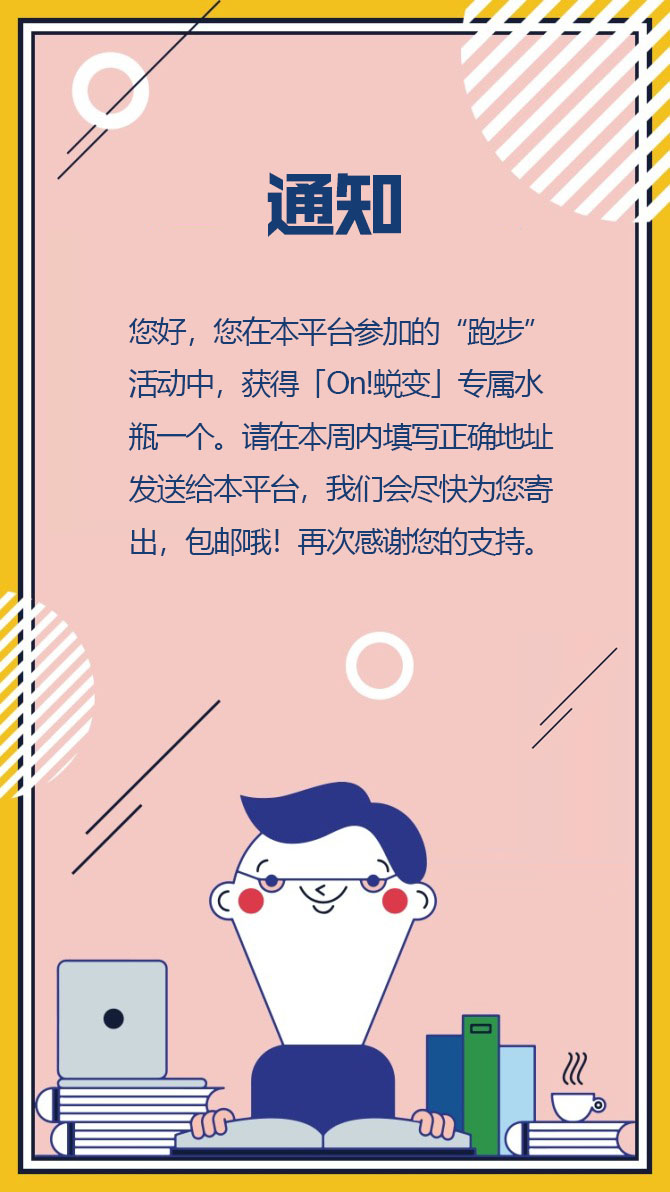 通知
您好，您在本平台参加的“跑步”
活动中，获得「On!蜕变」专属水
瓶一个。请在本周内填写正确地址
发送给本平台，我们会尽快为您寄
出，包邮哦！再次感谢您的支持。